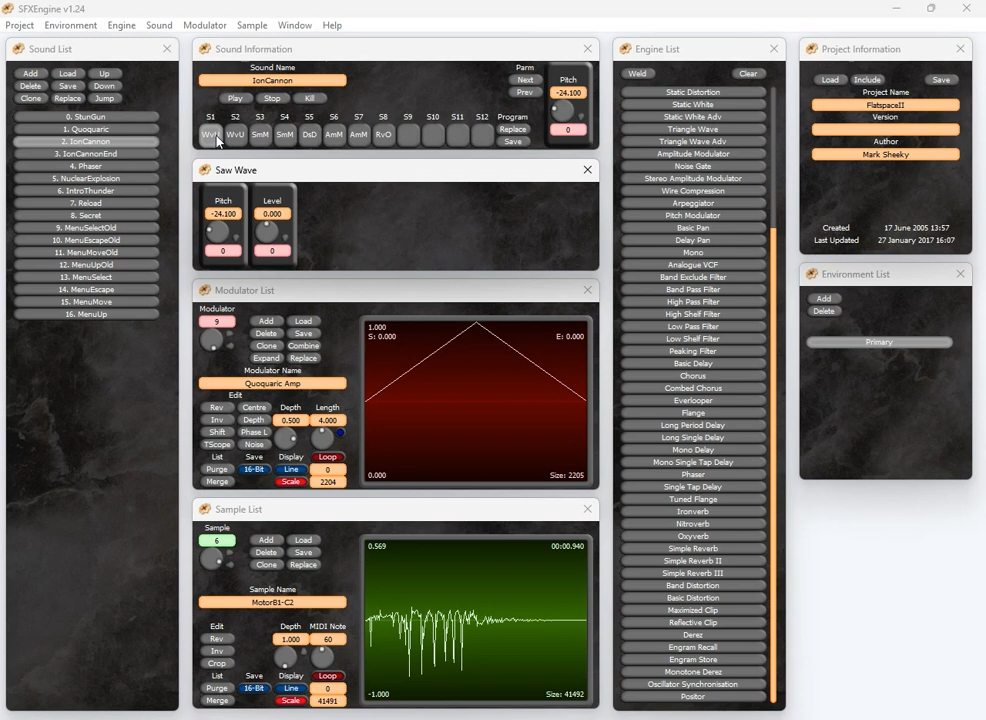 SFXEngine v1.24
Project Environment Engine Sound Modulator Sample Window Help
Sound List
Add Load Up
Delete Save Down
Clone Replace Jump
0. StunGun
1. Quoquaric
2. IonCannon
3. IonCannonEnd
4. Phaser
5. NuclearExplosion
6. IntroThunder
7. Reload
8. Secret
9. MenuSelectOld
10. MenuEscapeOld
11. MenuMoveOld
12. MenuUpOld
13. MenuSelect
14. MenuEscape
15. MenuMove
16. MenuUp
Sound Information
Sound Name
IonCannon
Play Stop Kill
Parm
Next
Prev
Pitch
-24.100
0
S1 S2 S3 S4 S5 S6 S7 S8 S9 S10 S11 S12 Program
WvU SmM SmM DsD AmM AmM RvO
Replace
Save
Saw Wave
Pitch Level
-24.100 0.000
0 0
Modulator List
Modulator
9
Add Load
Delete Save
Clone Combine
Expand Replace
Modulator Name
Quoquaric Amp
Edit
Rev Centre Depth Length
Inv Depth 0.500 4.000
Shift Phase L
TScope Noise
List Save Display Loop
Purge 16-Bit Line 0
Merge Scale 2204
1.000
S: 0.000 E: 0.000
0.000 Size: 2205
Sample List
Sample
6
Add Load
Delete Save
Clone Replace
Sample Name
MotorB1-C2
Edit Depth MIDI Note
Rev 1.000 60
Inv
Crop
List Save Display Loop
Purge 16-Bit Line 0
Merge Scale 41491
0.569 00:00.940
-1.000 Size: 41492
Engine List
Weld Clear
Static Distortion
Static White
Static White Adv
Triangle Wave
Triangle Wave Adv
Amplitude Modulator
Noise Gate
Stereo Amplitude Modulator
Wire Compression
Arpeggiator
Pitch Modulator
Basic Pan
Delay Pan
Mono
Analogue VCF
Band Exclude Filter
Band Pass Filter
High Pass Filter
High Shelf Filter
Low Pass Filter
Low Shelf Filter
Peaking Filter
Basic Delay
Chorus
Combed Chorus
Everlooper
Flange
Long Period Delay
Long Single Delay
Mono Delay
Mono Single Tap Delay
Phaser
Single Tap Delay
Tuned Flange
Ironverb
Nitroverb
Oxyverb
Simple Reverb
Simple Reverb II
Simple Reverb III
Band Distortion
Basic Distortion
Maximized Clip
Reflective Clip
Derez
Engram Recall
Engram Store
Monotone Derez
Oscillator Synchronisation
Positor
Project Information
Load Include Save
Project Name
FlatspaceII
Version
Author
Mark Sheeky
Created 17 June 2005 13:57
Last Updated 27 January 2017 16:07
Environment List
Add
Delete
Primary